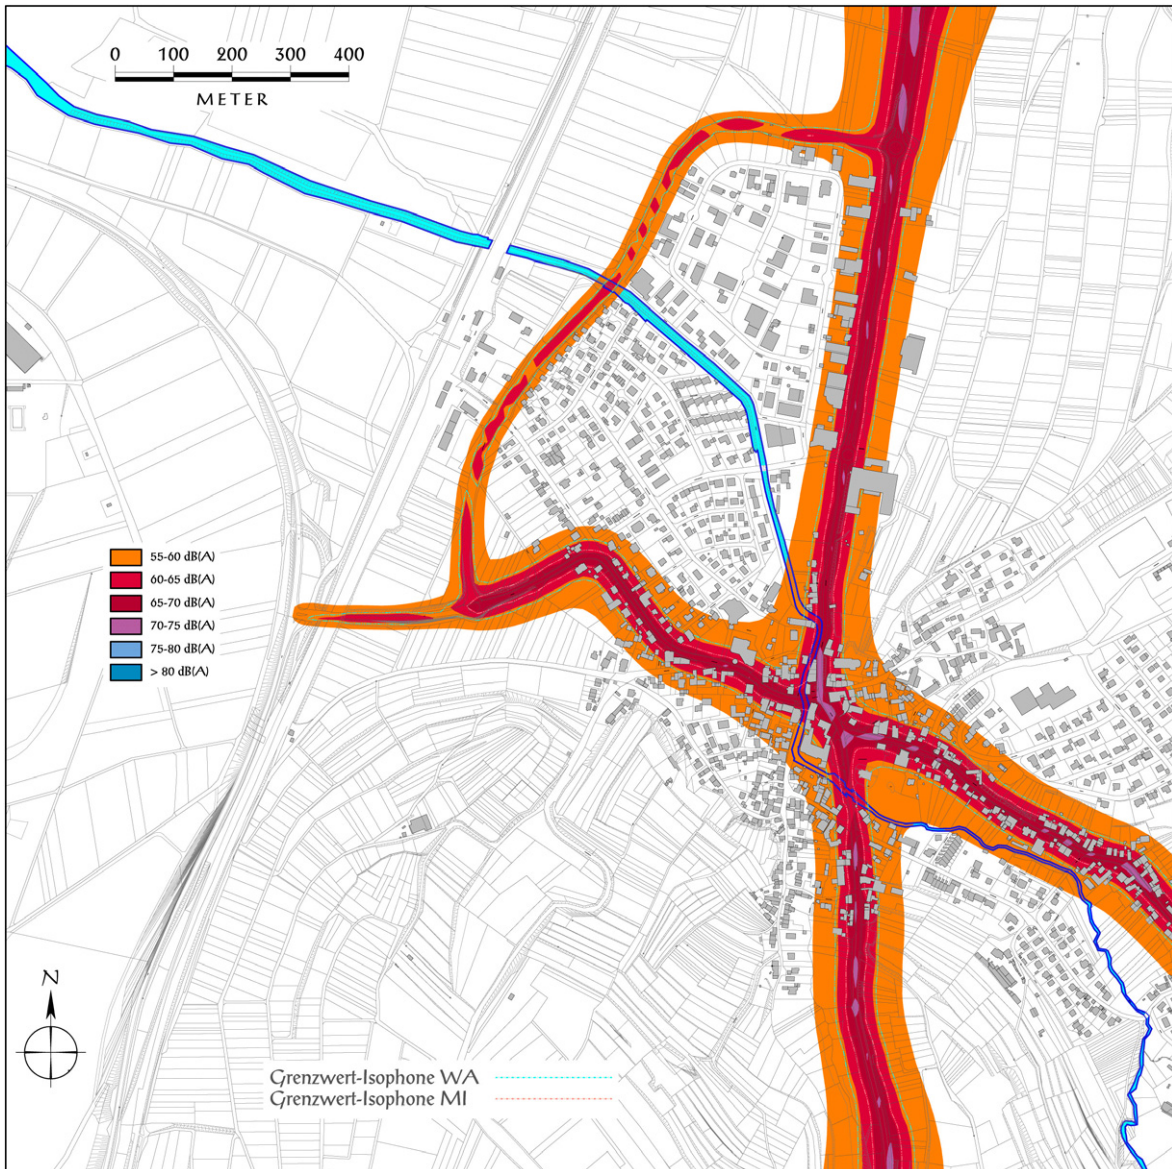 0 100 200 300 400
METER
55-60 dB(A)
60-65 dB(A)
65-70 dB(A)
70-75 dB(A)
75-80 dB(A)
> 80 dB(A)
N
Grenzwert-Isophone WA
Grenzwert-Isophone MI